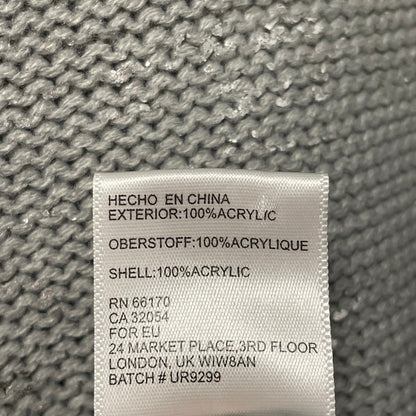 HECHO EN CHINA
EXTERIOR:100%ACRYLIC
OBERSTOFF:100%ACRYLIQUE
SHELL:100%ACRYLIC
RN 66170
CA 32054
FOR EU
24 MARKET PLACE,3RD FLOOR
LONDON, UK WIW8AN
BATCH # UR9299